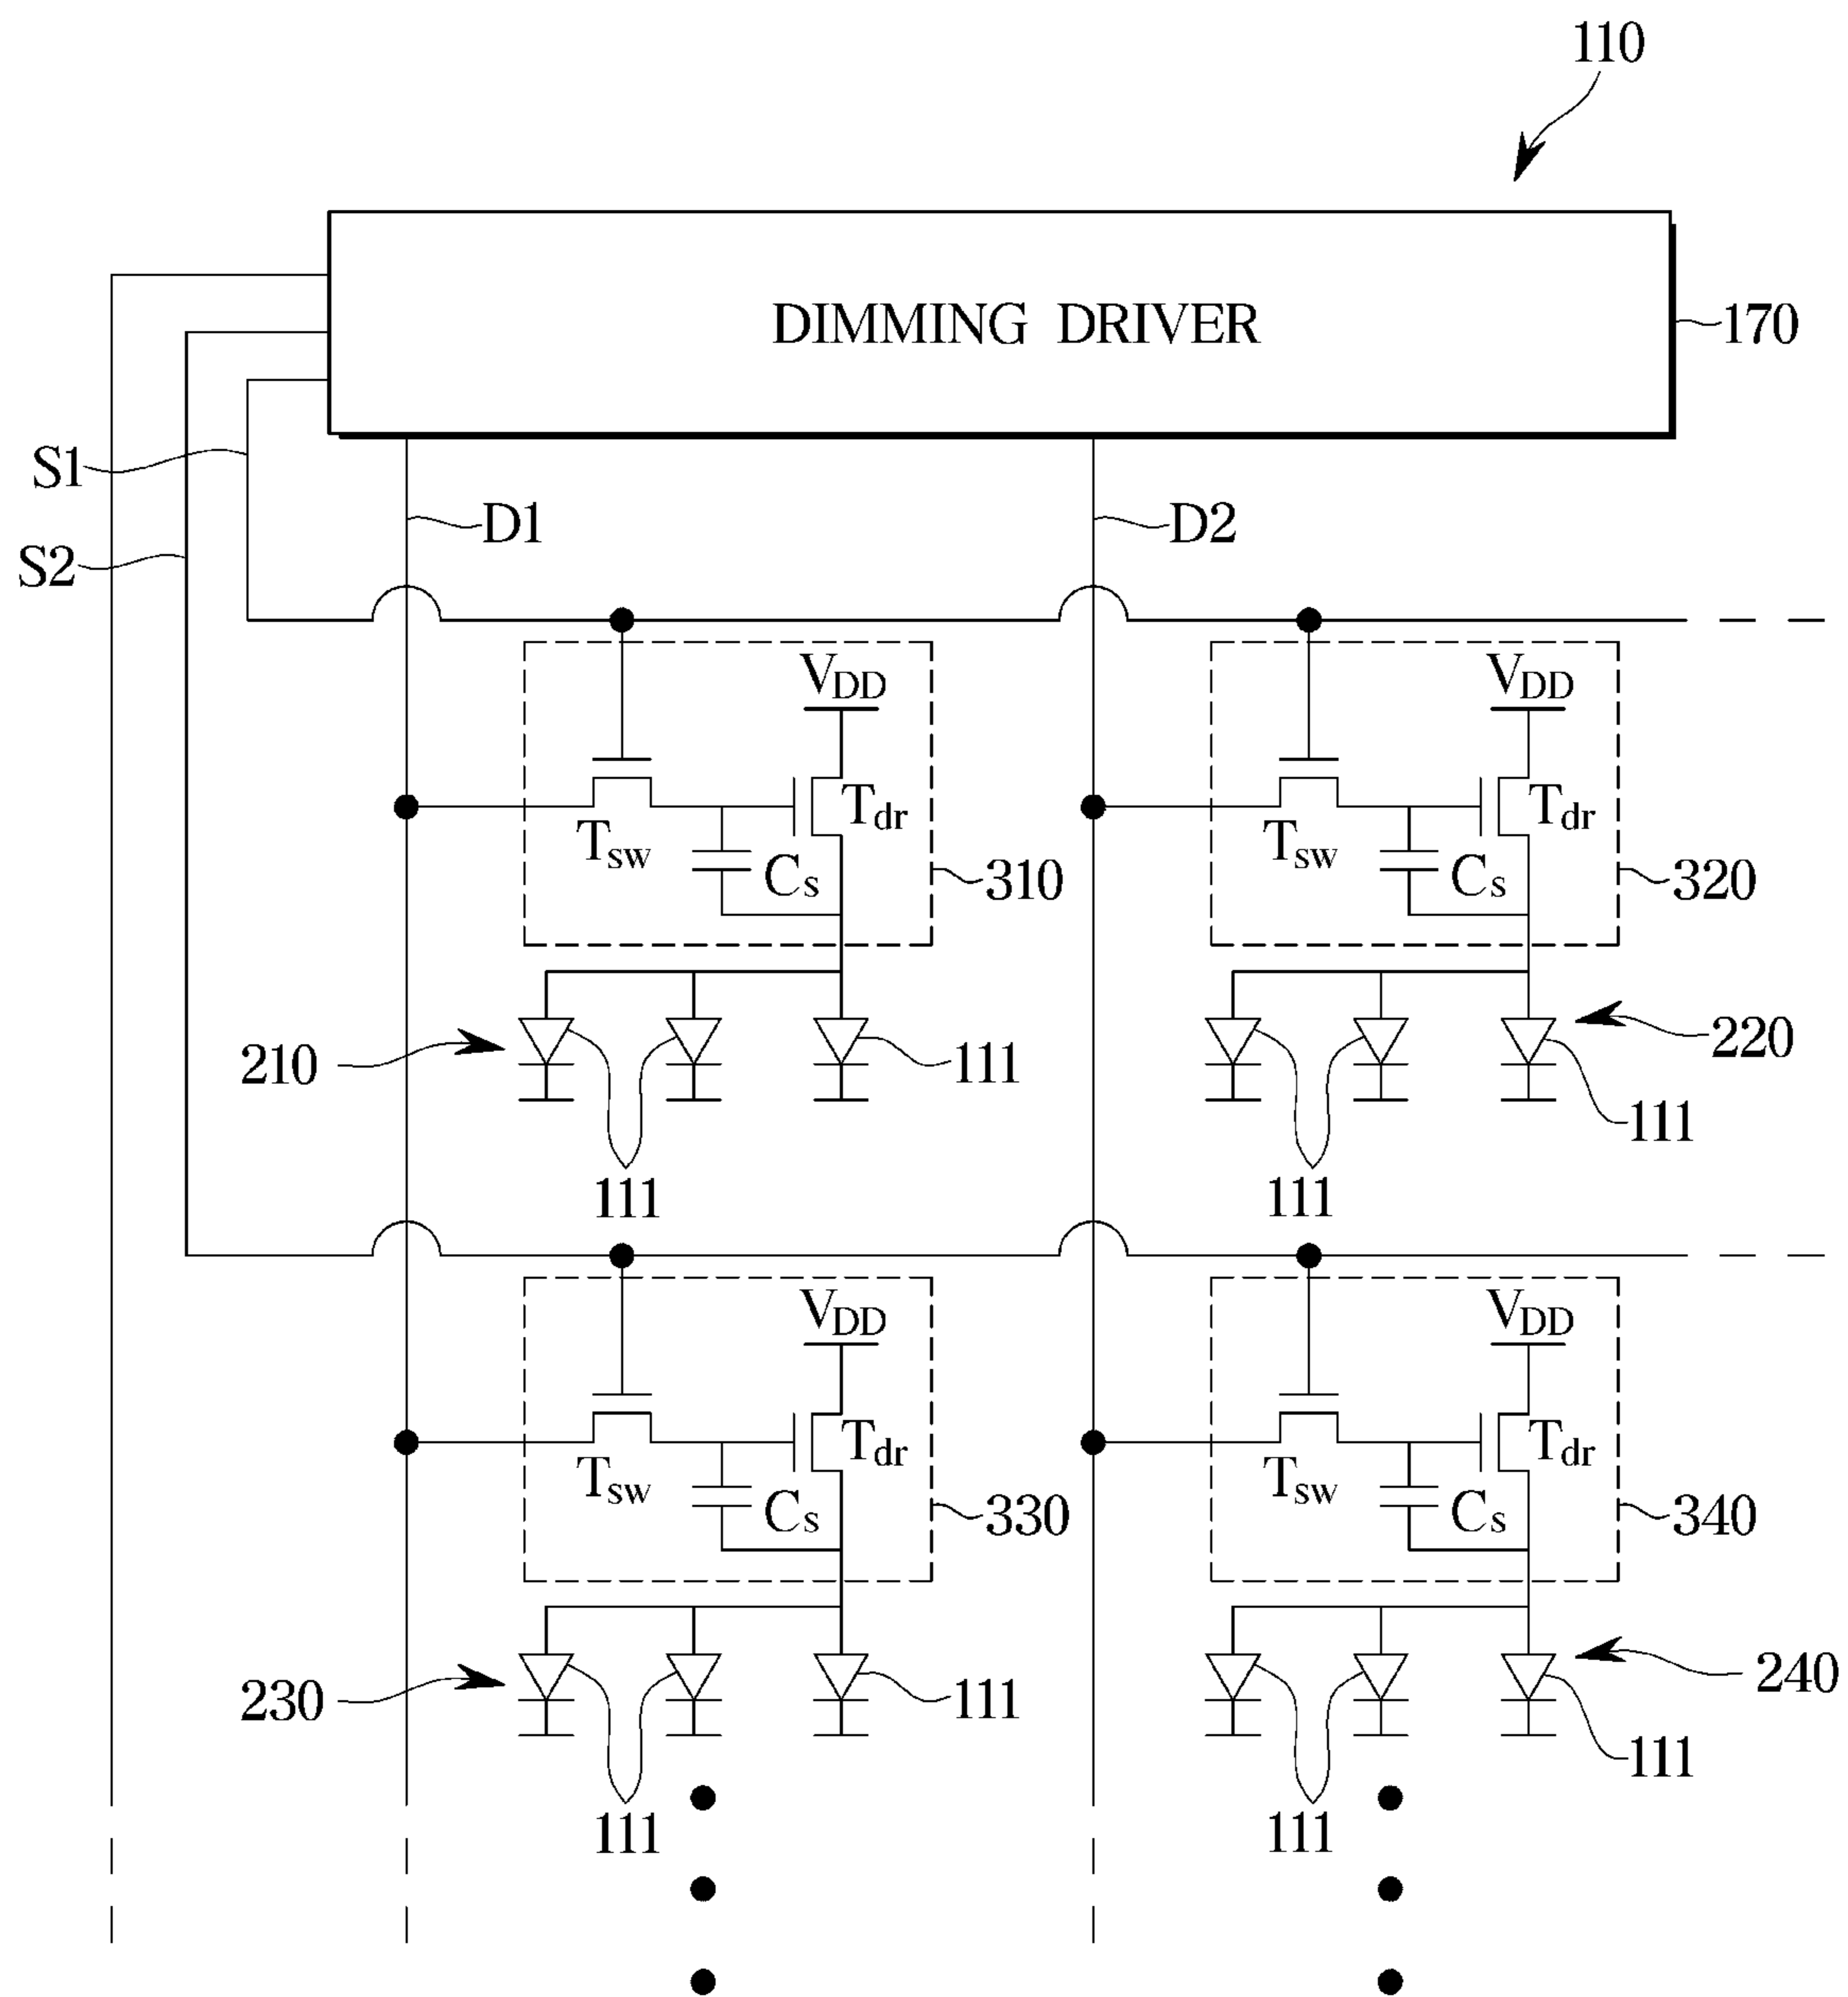 110
DIMMING DRIVER
170
S1
D1
D2
S2
VDD
VDD
Tdr
Tdr
Tsw
Cs
310
Tsw
Cs
320
210
111
220
111
111
111
VDD
VDD
Tdr
Tdr
Tsw
Cs
330
Tsw
Cs
340
230
111
240
111
111
111